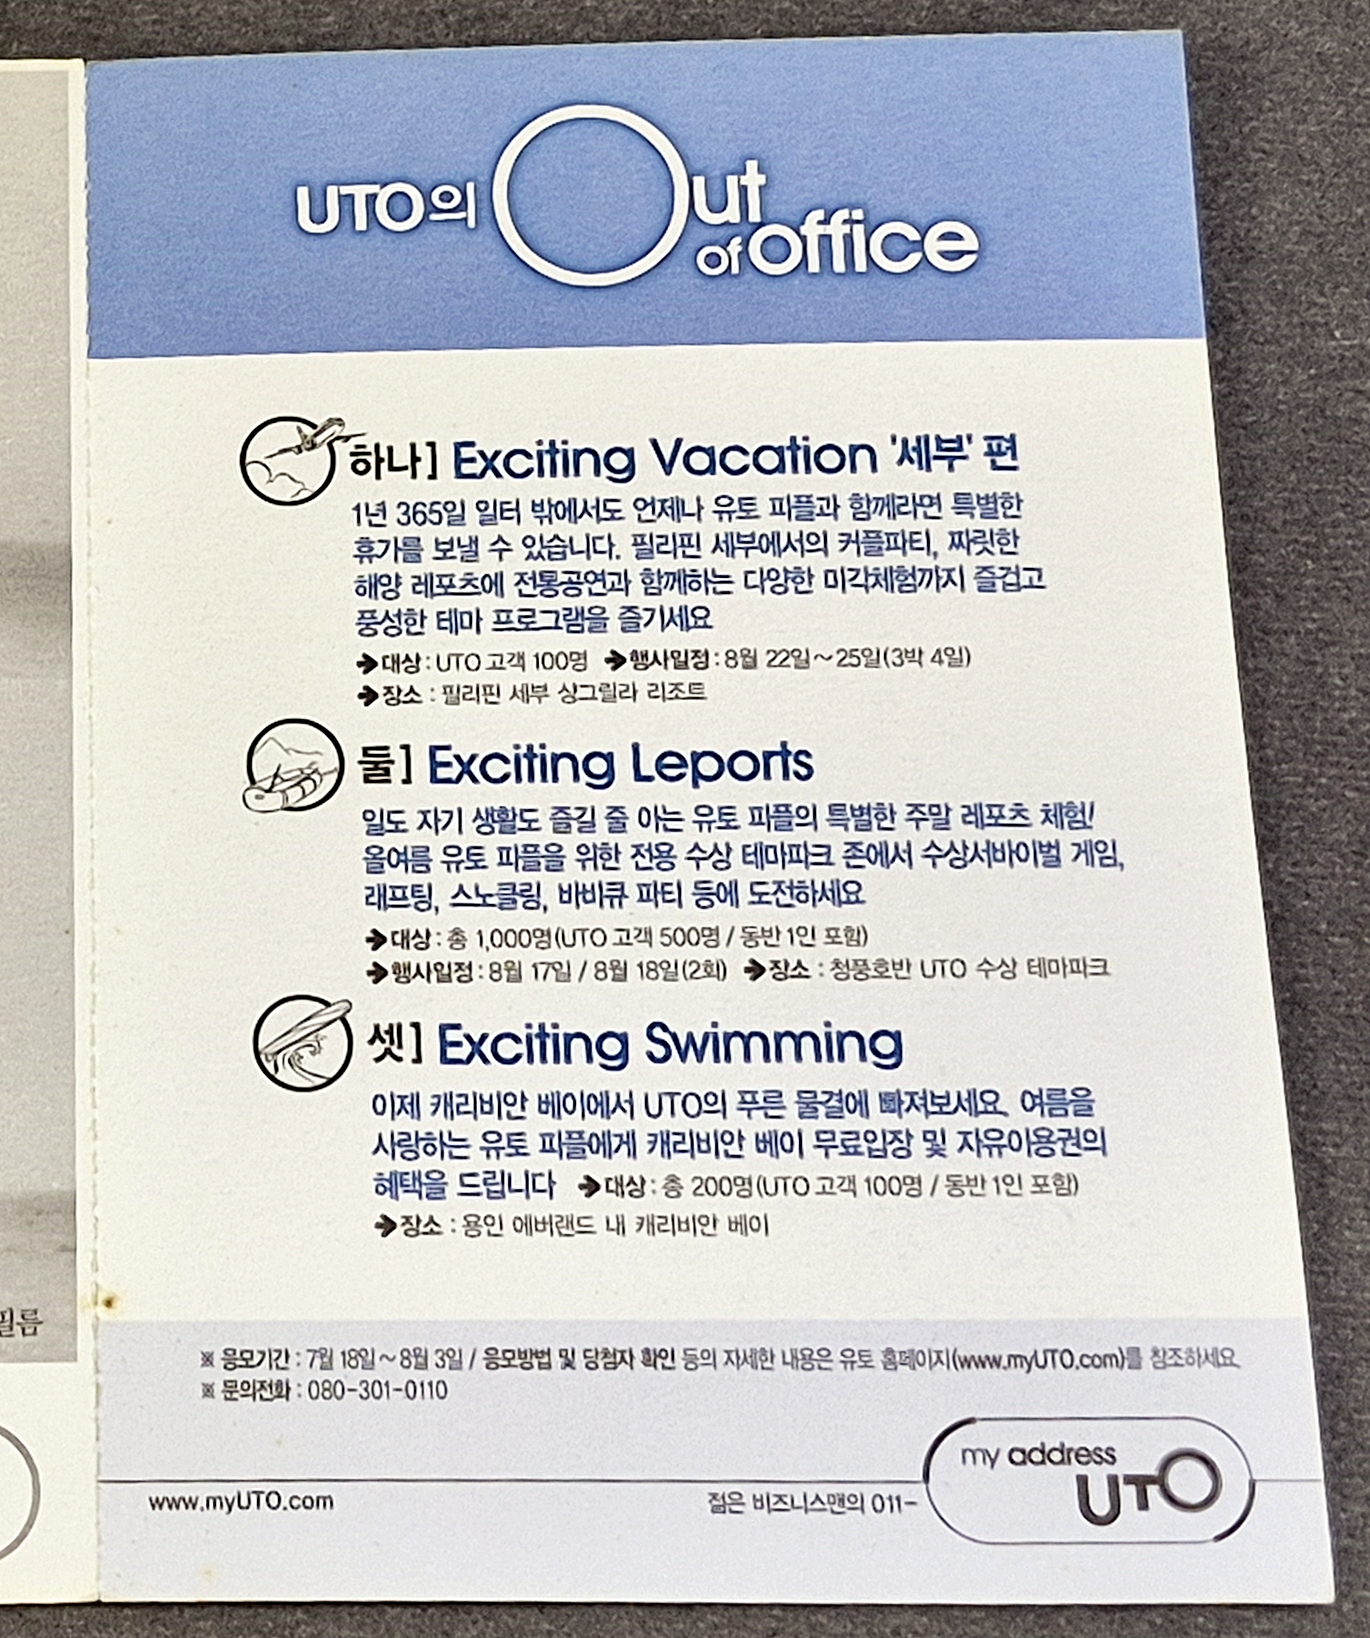 UTO의 Out
of office
하나] Exciting Vacation '세부' 편
1년 365일 일터 밖에서도 언제나 유토 피플과 함께라면 특별한
휴가를 보낼 수 있습니다. 필리핀 세부에서의 커플파티, 짜릿한
해양 레포츠에 전통공연과 함께하는 다양한 미각체험까지 즐겁고
풍성한 테마 프로그램을 즐기세요
➔대상 : UTO 고객 100명 ➔행사일정 : 8월 22일~25일(3박 4일)
➔장소 : 필리핀 세부 샹그릴라 리조트
둘] Exciting Leports
일도 자기 생활도 즐길 줄 아는 유토 피플의 특별한 주말 레포츠 체험!
올여름 유토 피플을 위한 전용 수상 테마파크 존에서 수상서바이벌 게임,
래프팅, 스노클링, 바비큐 파티 등에 도전하세요
➔대상 : 총 1,000명(UTO 고객 500명 / 동반 1인 포함)
➔행사일정 : 8월 17일 / 8월 18일(2회) ➔장소 : 청풍호반 UTO 수상 테마파크
셋] Exciting Swimming
이제 캐리비안 베이에서 UTO의 푸른 물결에 빠져보세요. 여름을
사랑하는 유토 피플에게 캐리비안 베이 무료입장 및 자유이용권의
혜택을 드립니다 ➔대상 : 총 200명(UTO 고객 100명 / 동반 1인 포함)
➔장소 : 용인 에버랜드 내 캐리비안 베이
필름
※ 응모기간 : 7월 18일~8월 3일 / 응모방법 및 당첨자 확인 등의 자세한 내용은 유토 홈페이지(www.myUTO.com)를 참조하세요.
※ 문의전화 : 080-301-0110
my address
UTO
www.myUTO.com
젊은 비즈니스맨의 011-